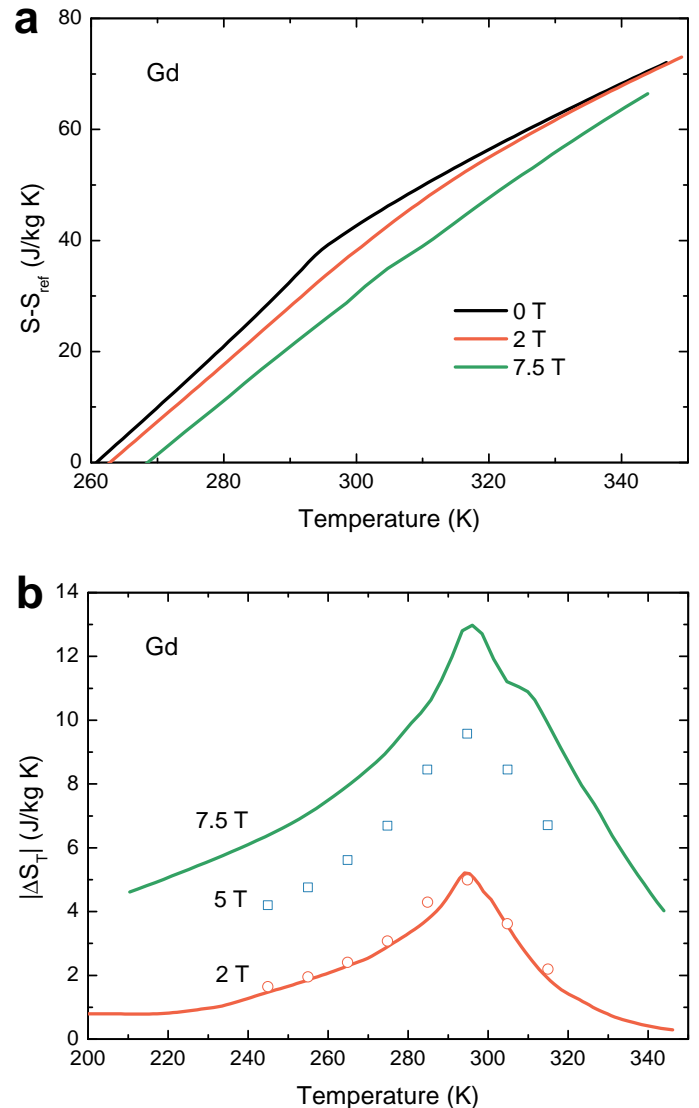 a
80
60
40
20
0
S-S_ref (J/kg K)
Gd
0 T
2 T
7.5 T
260 280 300 320 340
Temperature (K)
b
14
12
10
8
6
4
2
0
|ΔS_T| (J/kg K)
Gd
7.5 T
5 T
2 T
200 220 240 260 280 300 320 340
Temperature (K)